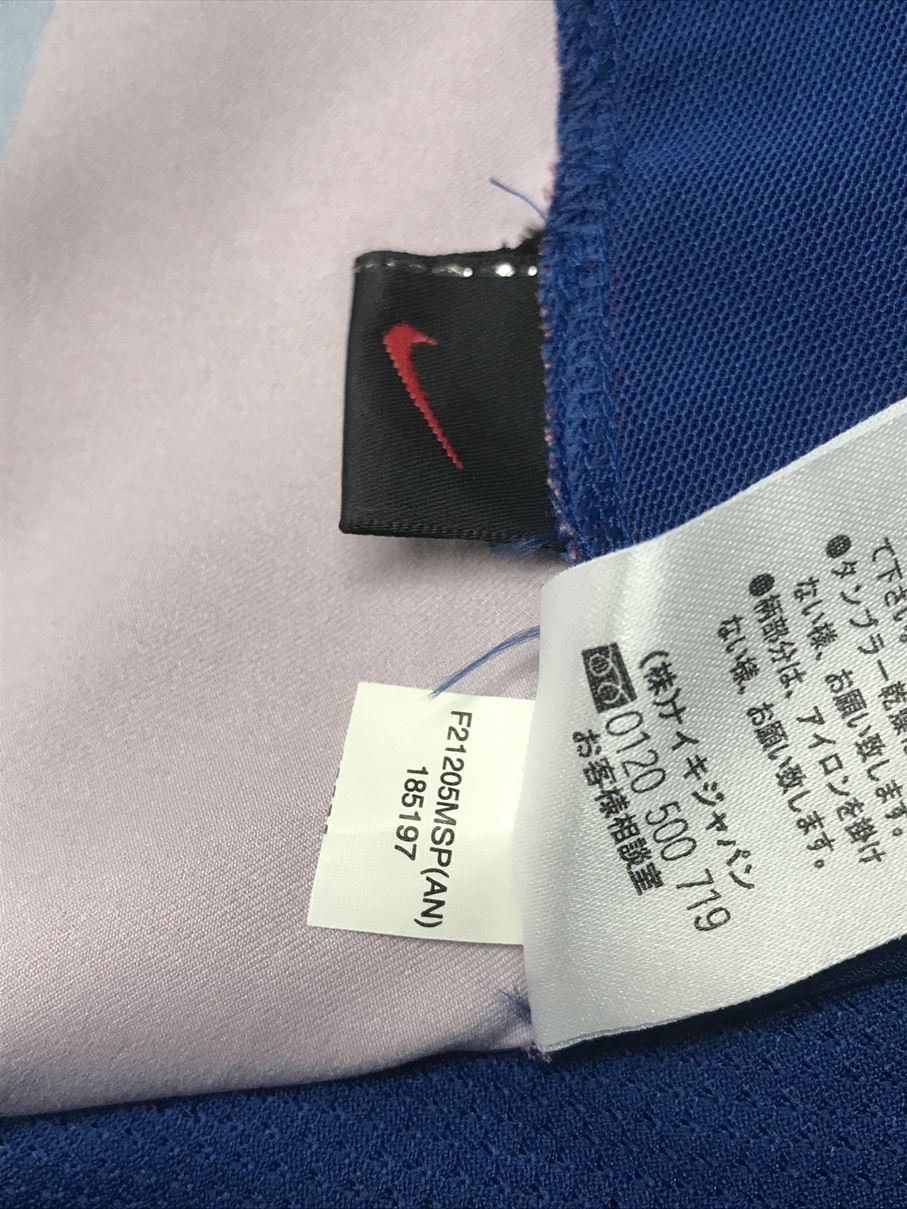 て下さい。
●タンブラー乾燥
ない様、お願い致します。
●柄部分は、アイロンを掛け
ない様、お願い致します。
(株)ナイキジャパン
0120 500 719
お客様相談室
F21205MSP(AN)
185197